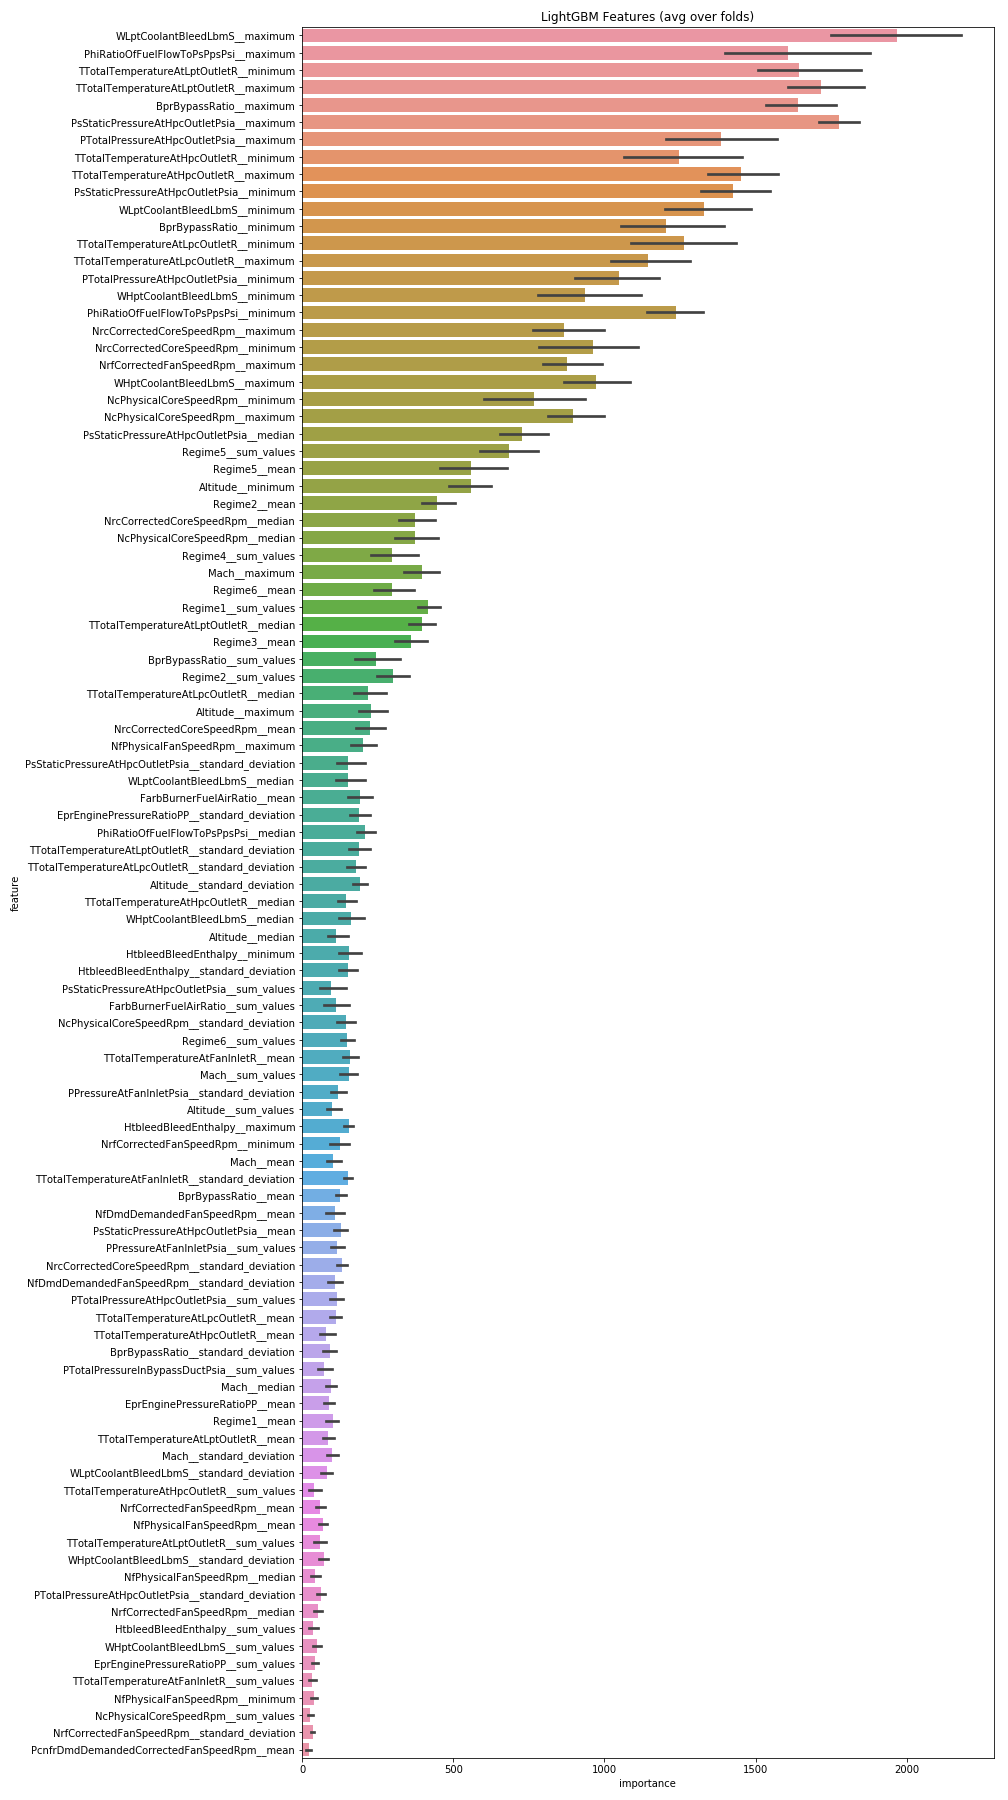 LightGBM Features (avg over folds)
WLptCoolantBleedLbmS__maximum
PhiRatioOfFuelFlowToPsPpsPsi__maximum
TTotalTemperatureAtLptOutletR__minimum
TTotalTemperatureAtLptOutletR__maximum
BprBypassRatio__maximum
PsStaticPressureAtHpcOutletPsia__maximum
PTotalPressureAtHpcOutletPsia__maximum
TTotalTemperatureAtHpcOutletR__minimum
TTotalTemperatureAtHpcOutletR__maximum
PsStaticPressureAtHpcOutletPsia__minimum
WLptCoolantBleedLbmS__minimum
BprBypassRatio__minimum
TTotalTemperatureAtLpcOutletR__minimum
TTotalTemperatureAtLpcOutletR__maximum
PTotalPressureAtHpcOutletPsia__minimum
WHptCoolantBleedLbmS__minimum
PhiRatioOfFuelFlowToPsPpsPsi__minimum
NrcCorrectedCoreSpeedRpm__maximum
NrcCorrectedCoreSpeedRpm__minimum
NrfCorrectedFanSpeedRpm__maximum
WHptCoolantBleedLbmS__maximum
NcPhysicalCoreSpeedRpm__minimum
NcPhysicalCoreSpeedRpm__maximum
PsStaticPressureAtHpcOutletPsia__median
Regime5__sum_values
Regime5__mean
Altitude__minimum
Regime2__mean
NrcCorrectedCoreSpeedRpm__median
NcPhysicalCoreSpeedRpm__median
Regime4__sum_values
Mach__maximum
Regime6__mean
Regime1__sum_values
TTotalTemperatureAtLptOutletR__median
Regime3__mean
BprBypassRatio__sum_values
Regime2__sum_values
TTotalTemperatureAtLpcOutletR__median
Altitude__maximum
NrcCorrectedCoreSpeedRpm__mean
NfPhysicalFanSpeedRpm__maximum
PsStaticPressureAtHpcOutletPsia__standard_deviation
WLptCoolantBleedLbmS__median
FarbBurnerFuelAirRatio__mean
EprEnginePressureRatioPP__standard_deviation
PhiRatioOfFuelFlowToPsPpsPsi__median
TTotalTemperatureAtLptOutletR__standard_deviation
TTotalTemperatureAtLpcOutletR__standard_deviation
Altitude__standard_deviation
TTotalTemperatureAtHpcOutletR__median
WHptCoolantBleedLbmS__median
Altitude__median
HtbleedBleedEnthalpy__minimum
HtbleedBleedEnthalpy__standard_deviation
PsStaticPressureAtHpcOutletPsia__sum_values
FarbBurnerFuelAirRatio__sum_values
NcPhysicalCoreSpeedRpm__standard_deviation
Regime6__sum_values
TTotalTemperatureAtFanInletR__mean
Mach__sum_values
PPressureAtFanInletPsia__standard_deviation
Altitude__sum_values
HtbleedBleedEnthalpy__maximum
NrfCorrectedFanSpeedRpm__minimum
Mach__mean
TTotalTemperatureAtFanInletR__standard_deviation
BprBypassRatio__mean
NfDmdDemandedFanSpeedRpm__mean
PsStaticPressureAtHpcOutletPsia__mean
PPressureAtFanInletPsia__sum_values
NrcCorrectedCoreSpeedRpm__standard_deviation
NfDmdDemandedFanSpeedRpm__standard_deviation
PTotalPressureAtHpcOutletPsia__sum_values
TTotalTemperatureAtLpcOutletR__mean
TTotalTemperatureAtHpcOutletR__mean
BprBypassRatio__standard_deviation
PTotalPressureInBypassDuctPsia__sum_values
Mach__median
EprEnginePressureRatioPP__mean
Regime1__mean
TTotalTemperatureAtLptOutletR__mean
Mach__standard_deviation
WLptCoolantBleedLbmS__standard_deviation
TTotalTemperatureAtHpcOutletR__sum_values
NrfCorrectedFanSpeedRpm__mean
NfPhysicalFanSpeedRpm__mean
TTotalTemperatureAtLptOutletR__sum_values
WHptCoolantBleedLbmS__standard_deviation
NfPhysicalFanSpeedRpm__median
PTotalPressureAtHpcOutletPsia__standard_deviation
NrfCorrectedFanSpeedRpm__median
HtbleedBleedEnthalpy__sum_values
WHptCoolantBleedLbmS__sum_values
EprEnginePressureRatioPP__sum_values
TTotalTemperatureAtFanInletR__sum_values
NfPhysicalFanSpeedRpm__minimum
NcPhysicalCoreSpeedRpm__sum_values
NrfCorrectedFanSpeedRpm__standard_deviation
PcnfrDmdDemandedCorrectedFanSpeedRpm__mean
feature
0 500 1000 1500 2000
importance